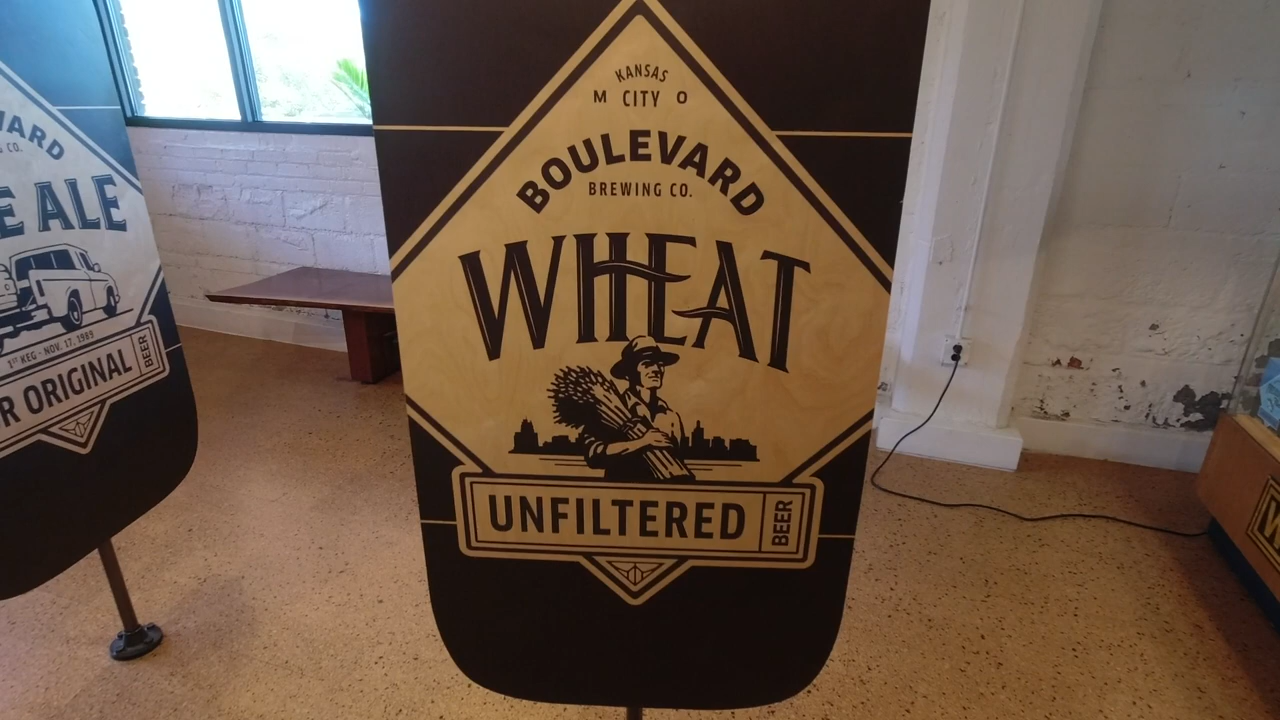 KANSAS
M CITY O
BOULEVARD
BREWING CO.
WHEAT
UNFILTERED
BEER
CO.
ALE
1ST KEG - NOV. 17, 1989
ORIGINAL
BEER